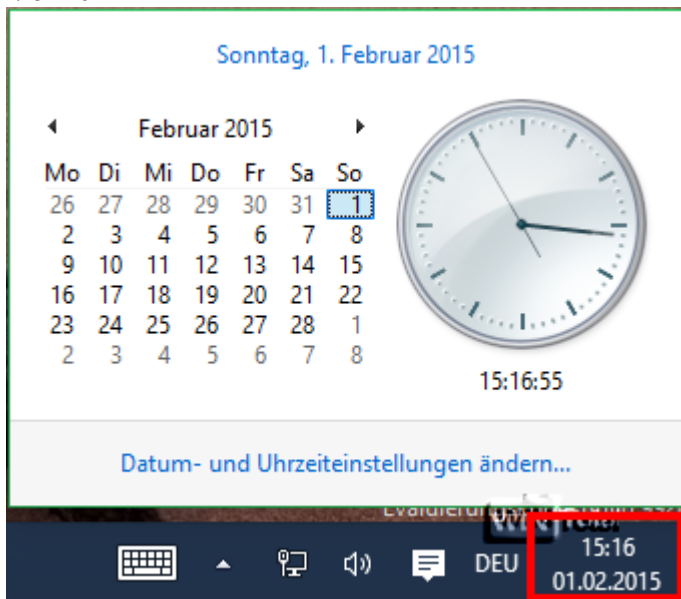 Sonntag, 1. Februar 2015
Februar 2015
Mo Di Mi Do Fr Sa So
26 27 28 29 30 31 1
2 3 4 5 6 7 8
9 10 11 12 13 14 15
16 17 18 19 20 21 22
23 24 25 26 27 28 1
2 3 4 5 6 7 8
15:16:55
Datum- und Uhrzeiteinstellungen ändern...
DEU
15:16
01.02.2015